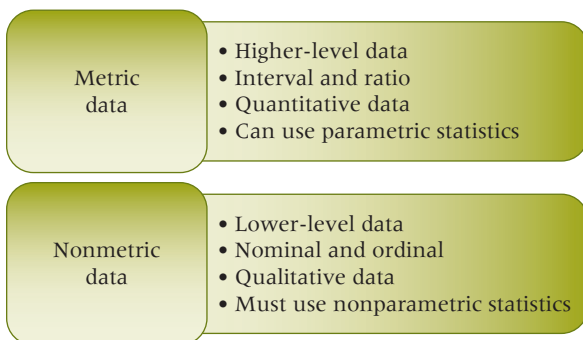 Metric
data
• Higher-level data
• Interval and ratio
• Quantitative data
• Can use parametric statistics
Nonmetric
data
• Lower-level data
• Nominal and ordinal
• Qualitative data
• Must use nonparametric statistics